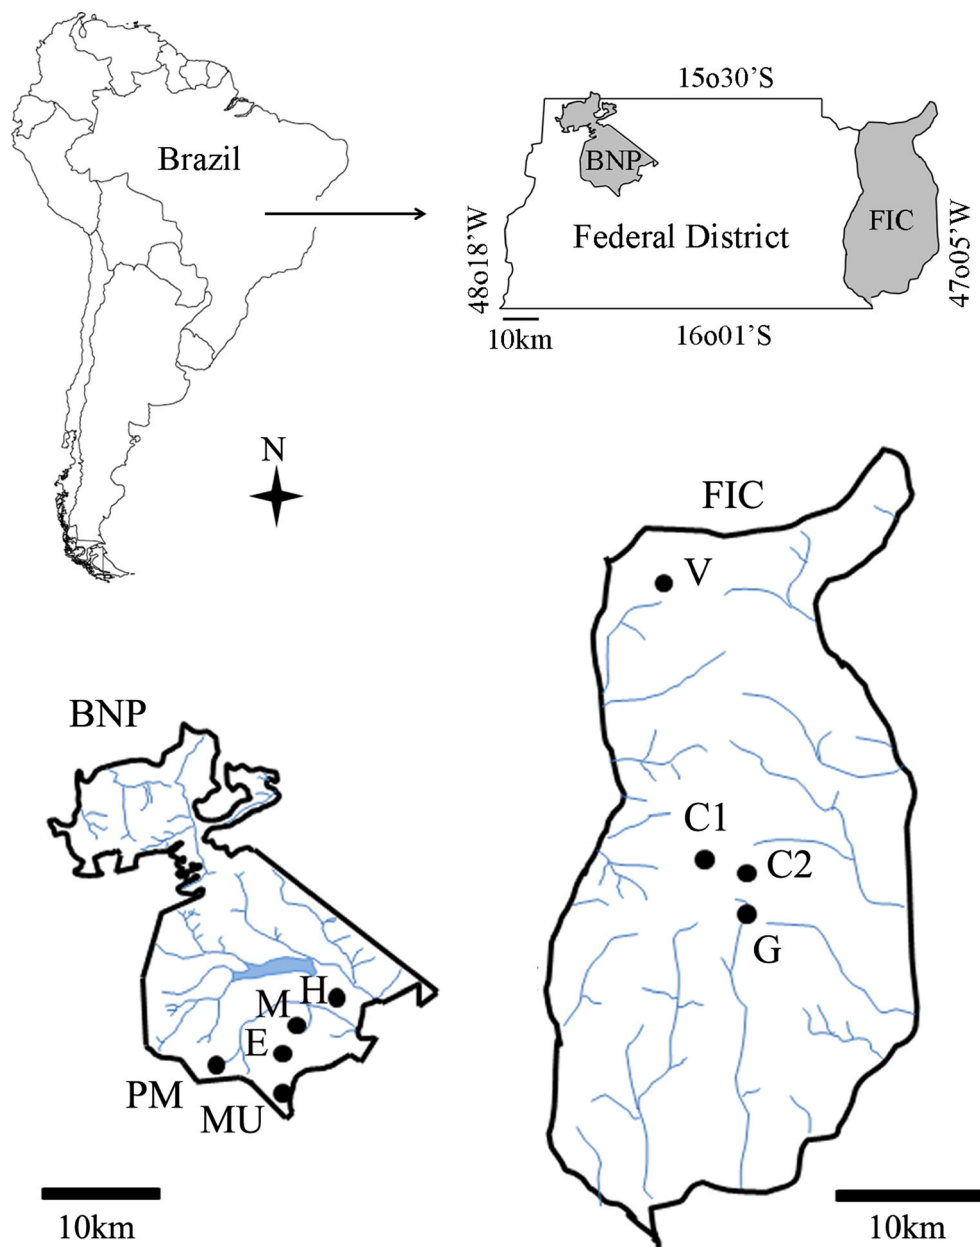 Brazil
15o30’S
BNP
FIC
Federal District
48o18’W
47o05’W
10km
16o01’S
N
FIC
V
BNP
C1
C2
G
H
M
E
PM
MU
10km
10km